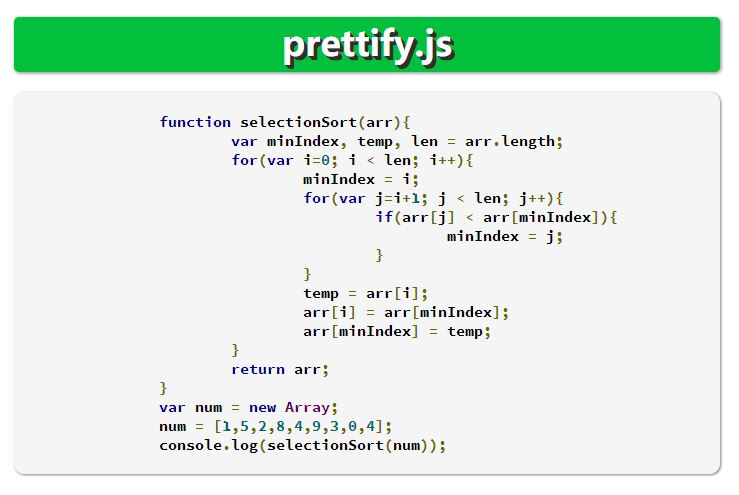 prettify.js
function selectionSort(arr){
        var minIndex, temp, len = arr.length;
        for(var i=0; i < len; i++){
                minIndex = i;
                for(var j=i+1; j < len; j++){
                        if(arr[j] < arr[minIndex]){
                                minIndex = j;
                        }
                }
                temp = arr[i];
                arr[i] = arr[minIndex];
                arr[minIndex] = temp;
        }
        return arr;
}
var num = new Array;
num = [1,5,2,8,4,9,3,0,4];
console.log(selectionSort(num));